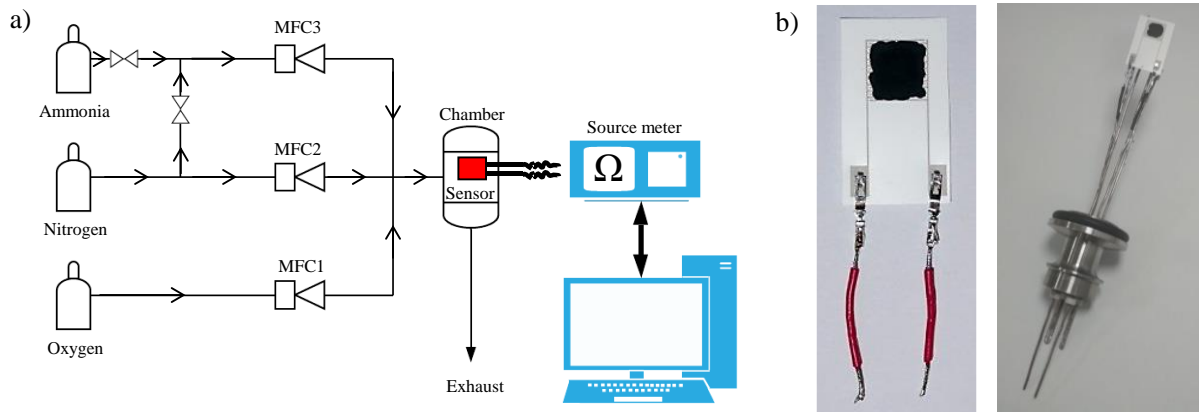 a)
MFC3
Ammonia
Chamber
Source meter
MFC2
Ω
Sensor
Nitrogen
MFC1
Oxygen
Exhaust
b)